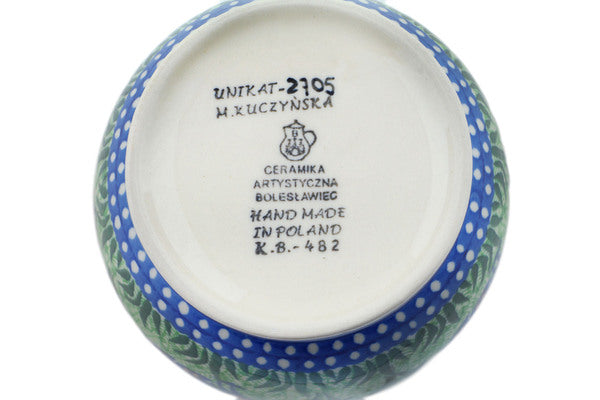 UNIKAT-2705
M.KUCZYŃSKA
CERAMIKA
ARTYSTYCZNA
BOLESŁAWIEC
HAND MADE
IN POLAND
K.B.-482